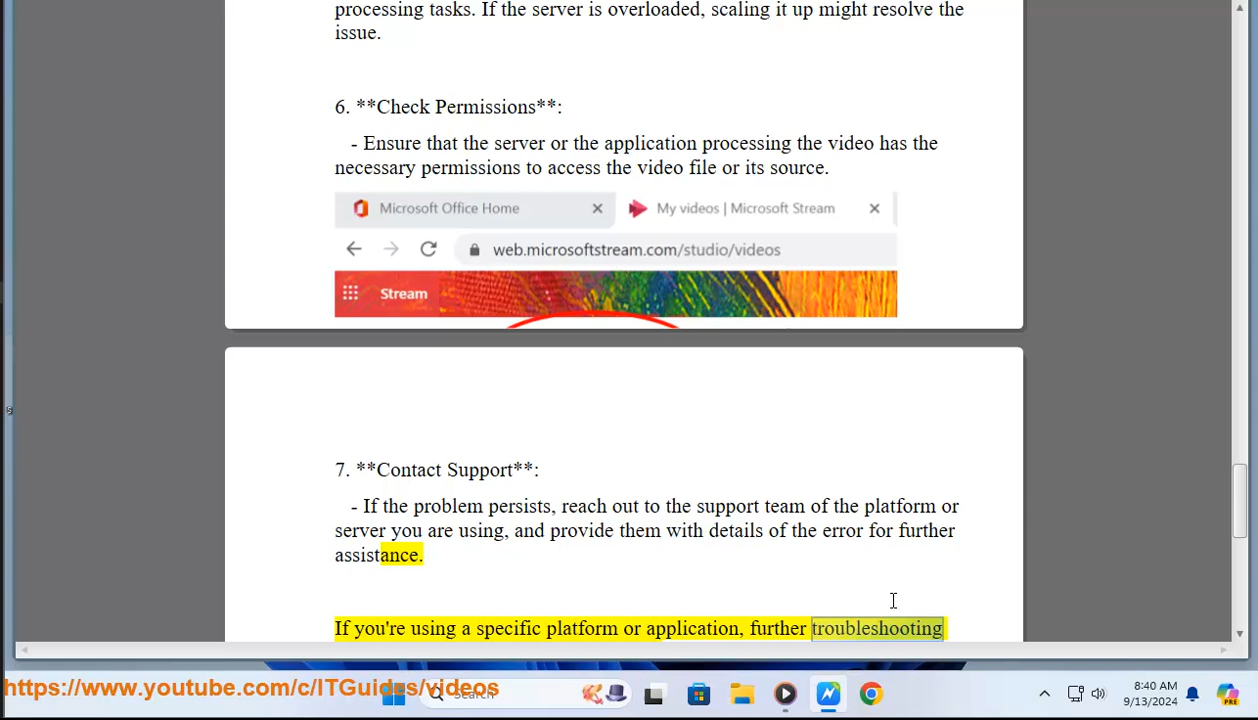 processing tasks. If the server is overloaded, scaling it up might resolve the
issue.
6. **Check Permissions**:
- Ensure that the server or the application processing the video has the
necessary permissions to access the video file or its source.
Microsoft Office Home
My videos | Microsoft Stream
web.microsoftstream.com/studio/videos
Stream
7. **Contact Support**:
- If the problem persists, reach out to the support team of the platform or
server you are using, and provide them with details of the error for further
assistance.
If you're using a specific platform or application, further troubleshooting
s
https://www.youtube.com/c/ITGuides/videos
Search
8:40 AM
9/13/2024
PRE